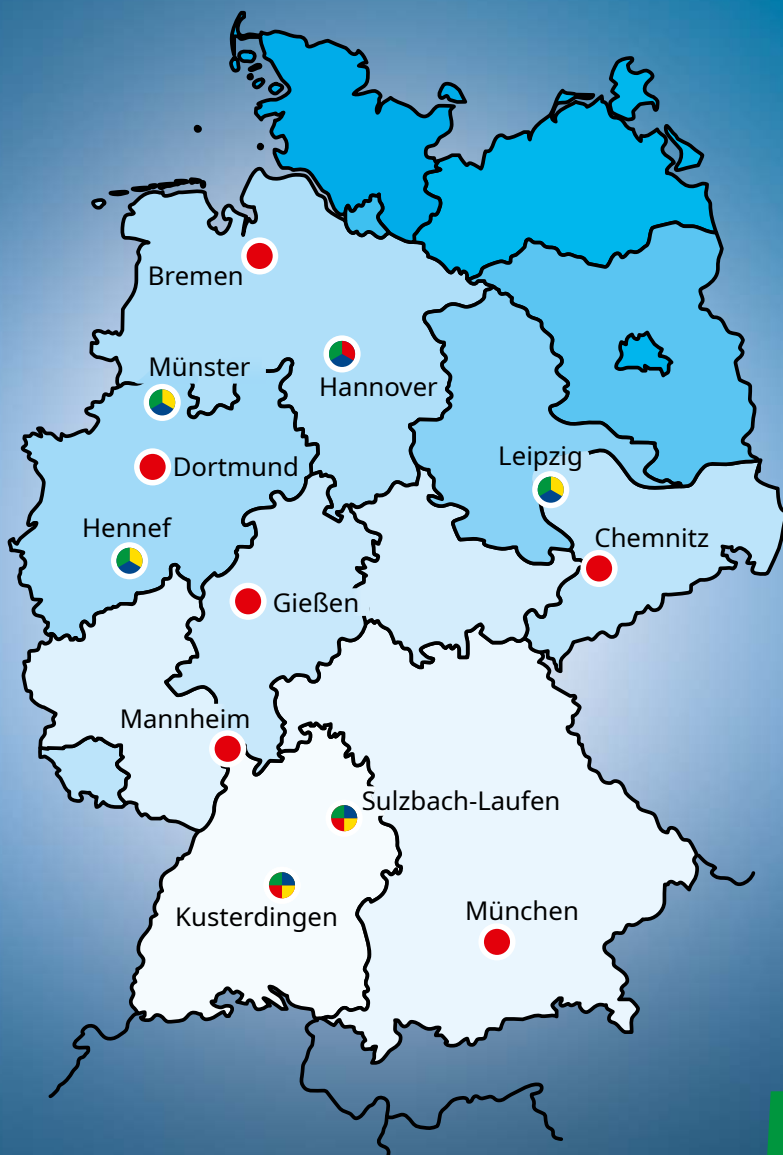 Bremen
Münster
Hannover
Dortmund
Leipzig
Hennef
Chemnitz
Gießen
Mannheim
Sulzbach-Laufen
Kusterdingen
München